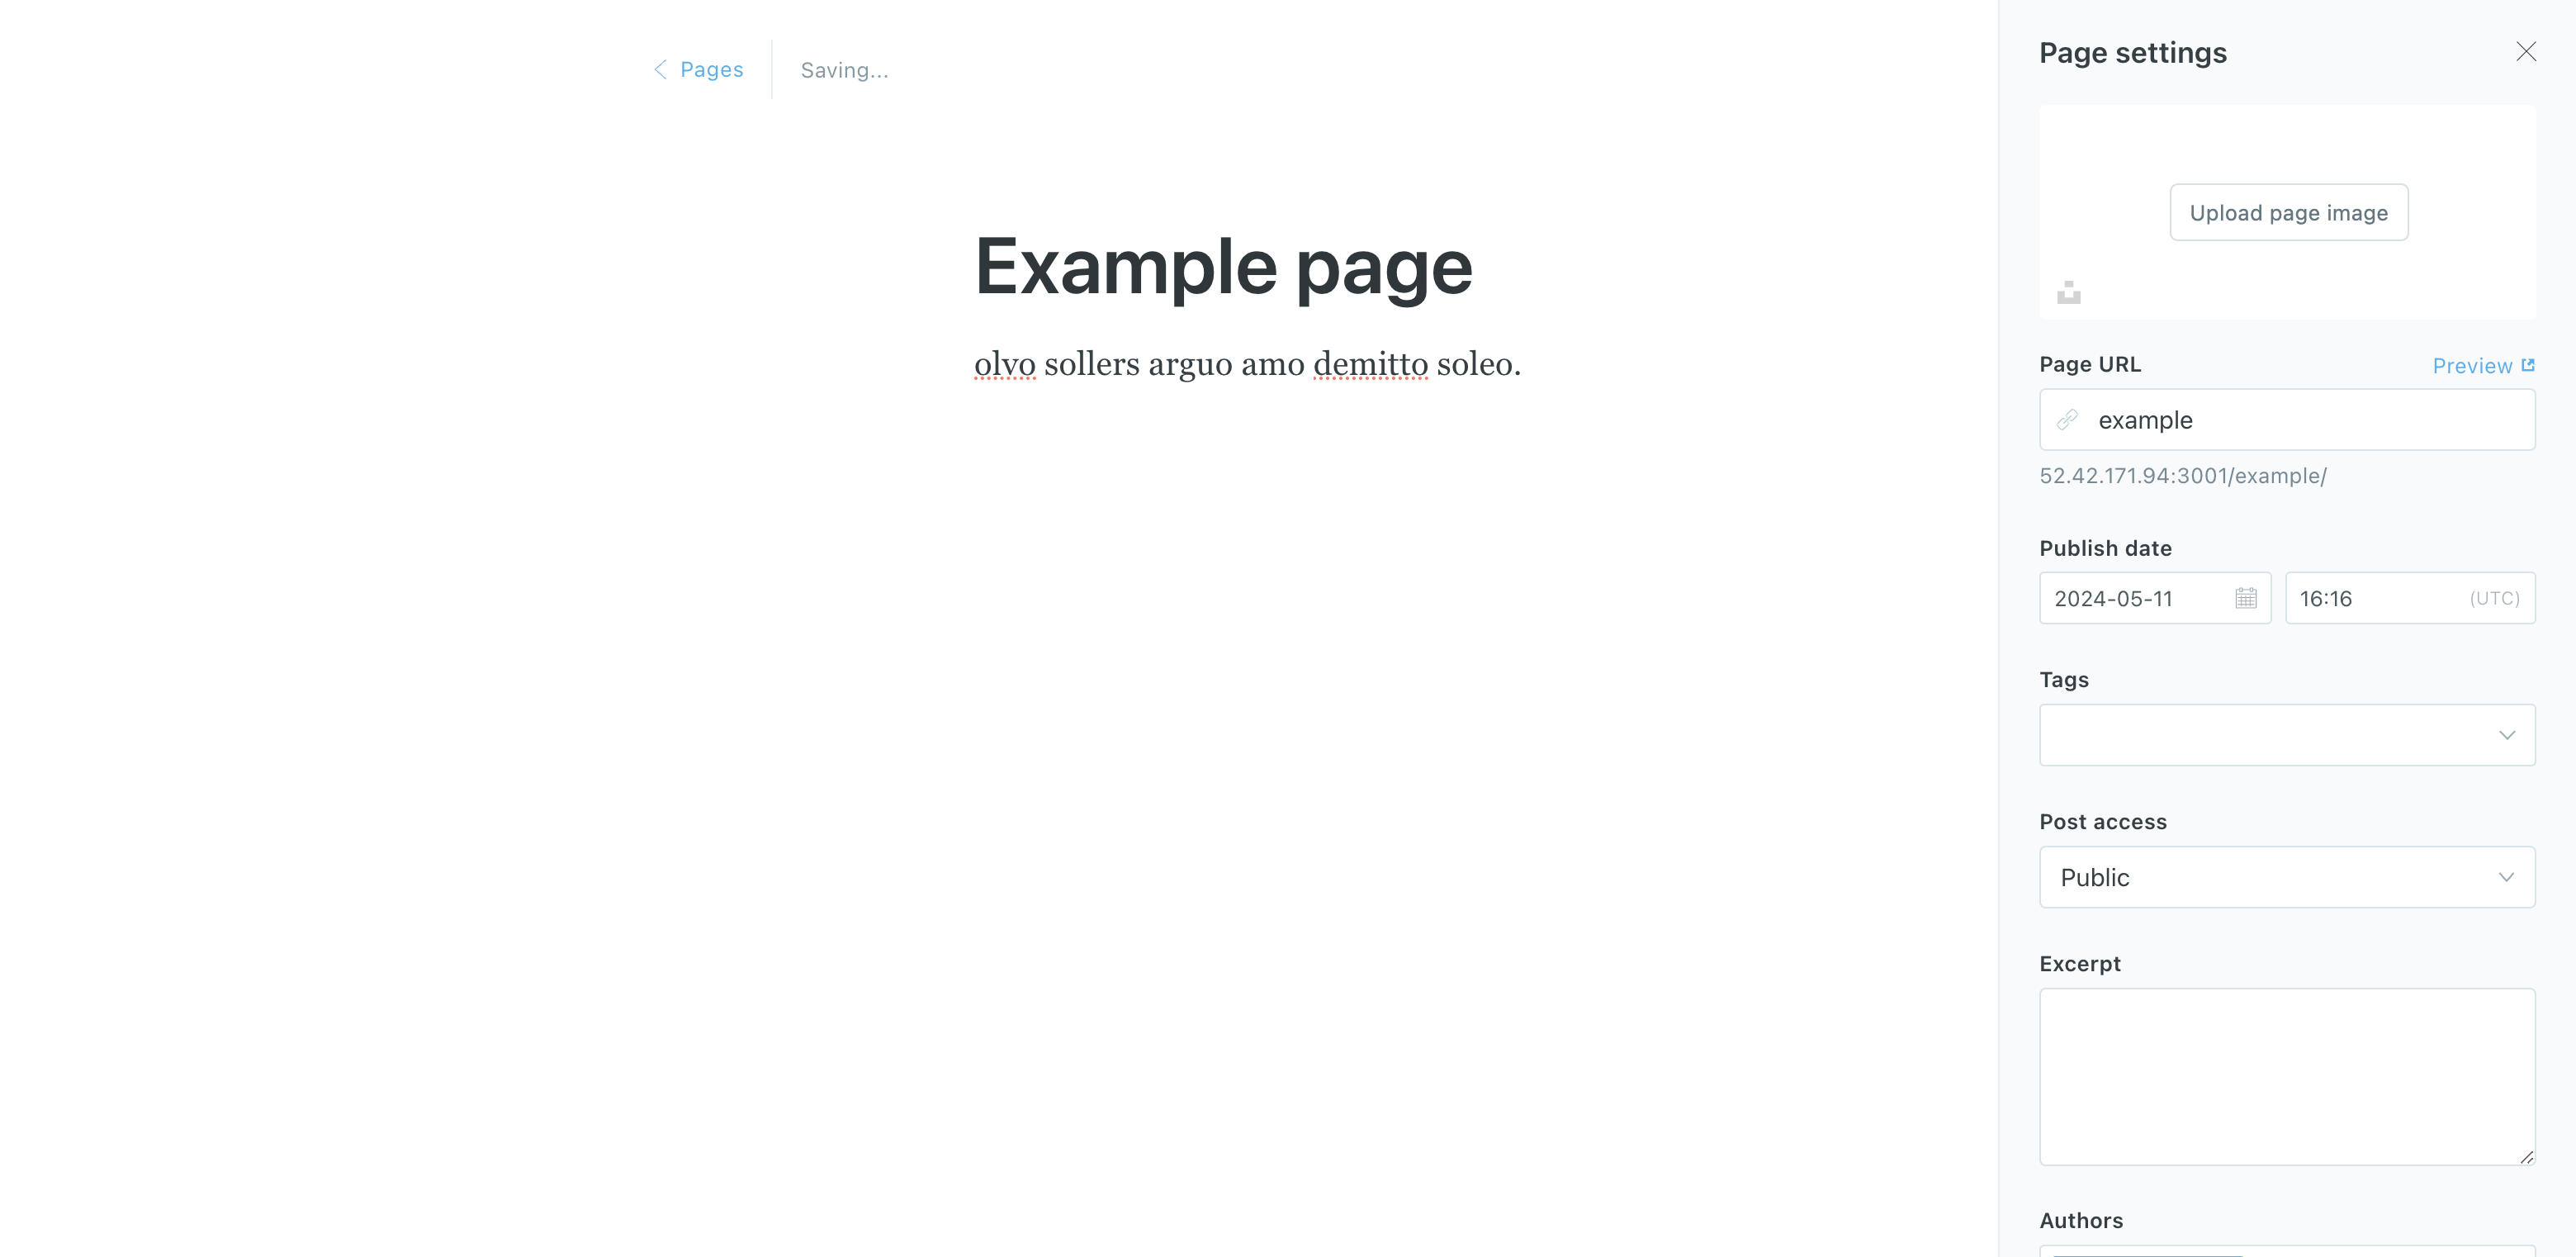 Pages
Saving...
Example page
olvo sollers arguo amo demitto soleo.
Page settings
Upload page image
Page URL
Preview
example
52.42.171.94:3001/example/
Publish date
2024-05-11
16:16
(UTC)
Tags
Post access
Public
Excerpt
Authors